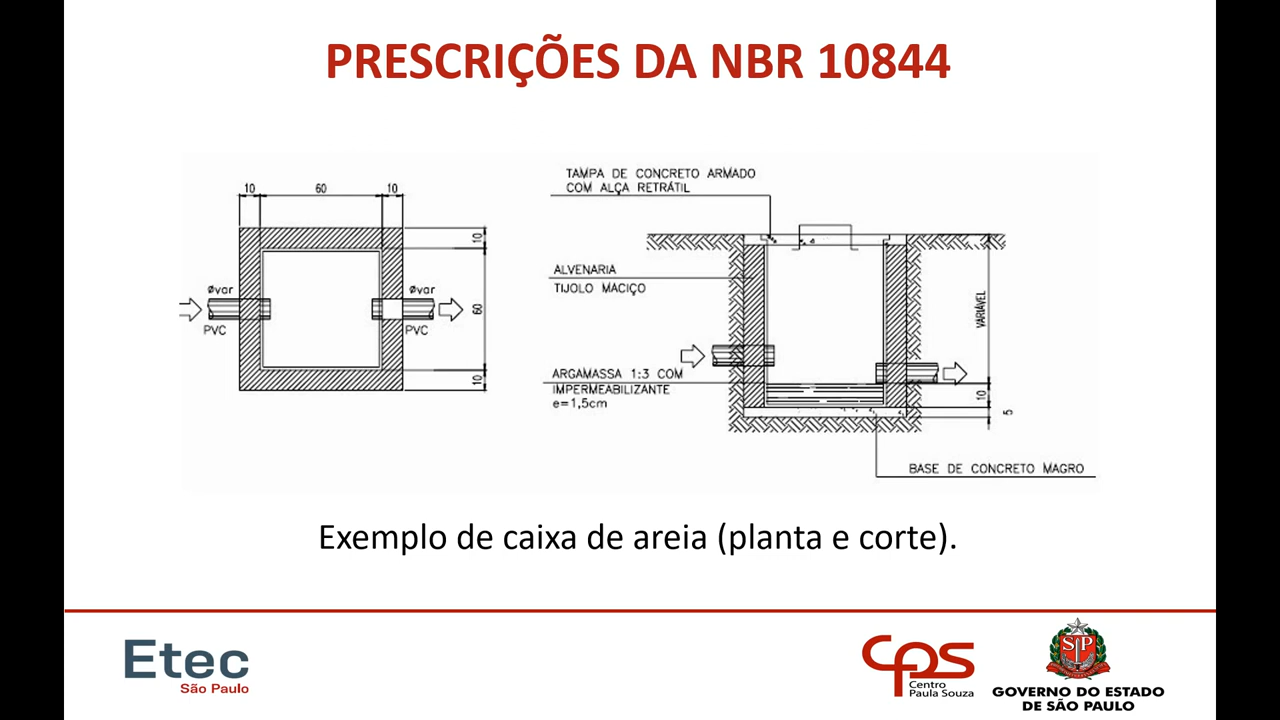 PRESCRIÇÕES DA NBR 10844
10
60
10
10
60
10
Øvar
PVC
Øvar
PVC
TAMPA DE CONCRETO ARMADO
COM ALÇA RETRÁTIL
ALVENARIA
TIJOLO MACIÇO
ARGAMASSA 1:3 COM
IMPERMEABILIZANTE
e=1,5cm
VARIÁVEL
10
5
BASE DE CONCRETO MAGRO
Exemplo de caixa de areia (planta e corte).
Etec
São Paulo
cps
Centro
Paula Souza
SP
GOVERNO DO ESTADO
DE SÃO PAULO